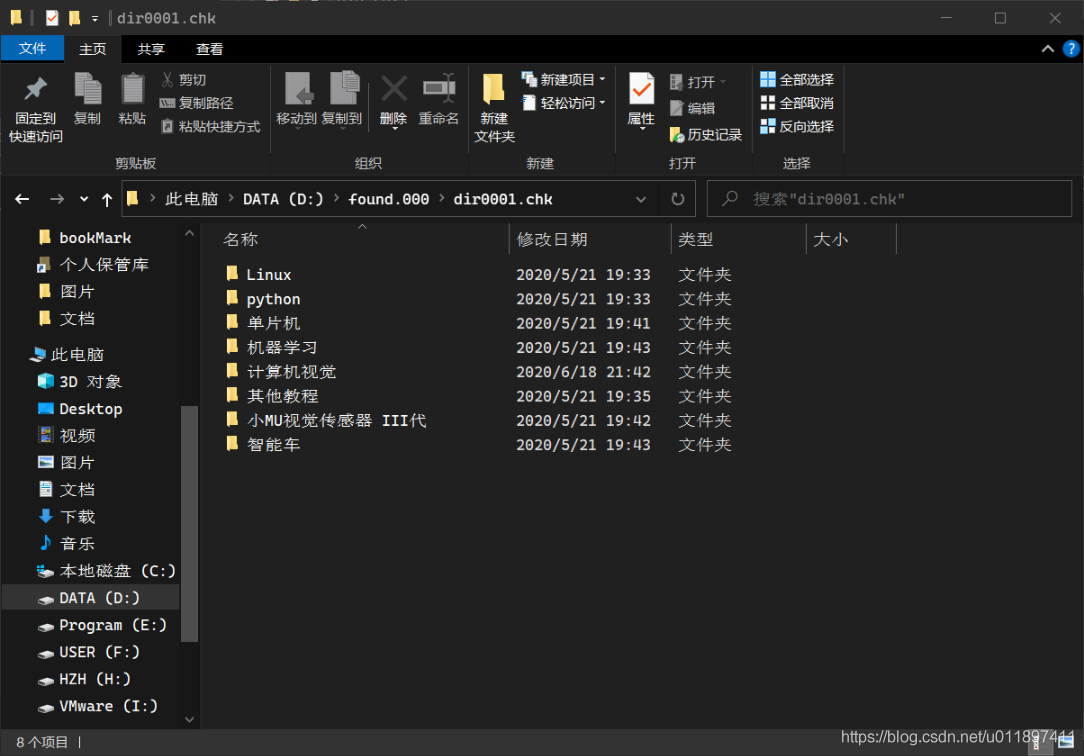 dir0001.chk
文件 主页 共享 查看
固定到快速访问 复制 粘贴 剪切 复制路径 粘贴快捷方式 移动到 复制到 删除 重命名 新建文件夹 新建项目 轻松访问 属性 打开 编辑 历史记录 全部选择 全部取消 反向选择
剪贴板 组织 新建 打开 选择
此电脑 DATA (D:) found.000 dir0001.chk 搜索"dir0001.chk"
bookMark
个人保管库
图片
文档
此电脑
3D 对象
Desktop
视频
图片
文档
下载
音乐
本地磁盘 (C:)
DATA (D:)
Program (E:)
USER (F:)
HZH (H:)
VMware (I:)
名称 修改日期 类型 大小
Linux 2020/5/21 19:33 文件夹
python 2020/5/21 19:33 文件夹
单片机 2020/5/21 19:41 文件夹
机器学习 2020/5/21 19:43 文件夹
计算机视觉 2020/6/18 21:42 文件夹
其他教程 2020/5/21 19:35 文件夹
小MU视觉传感器 III代 2020/5/21 19:42 文件夹
智能车 2020/5/21 19:43 文件夹
8 个项目
https://blog.csdn.net/u011897411